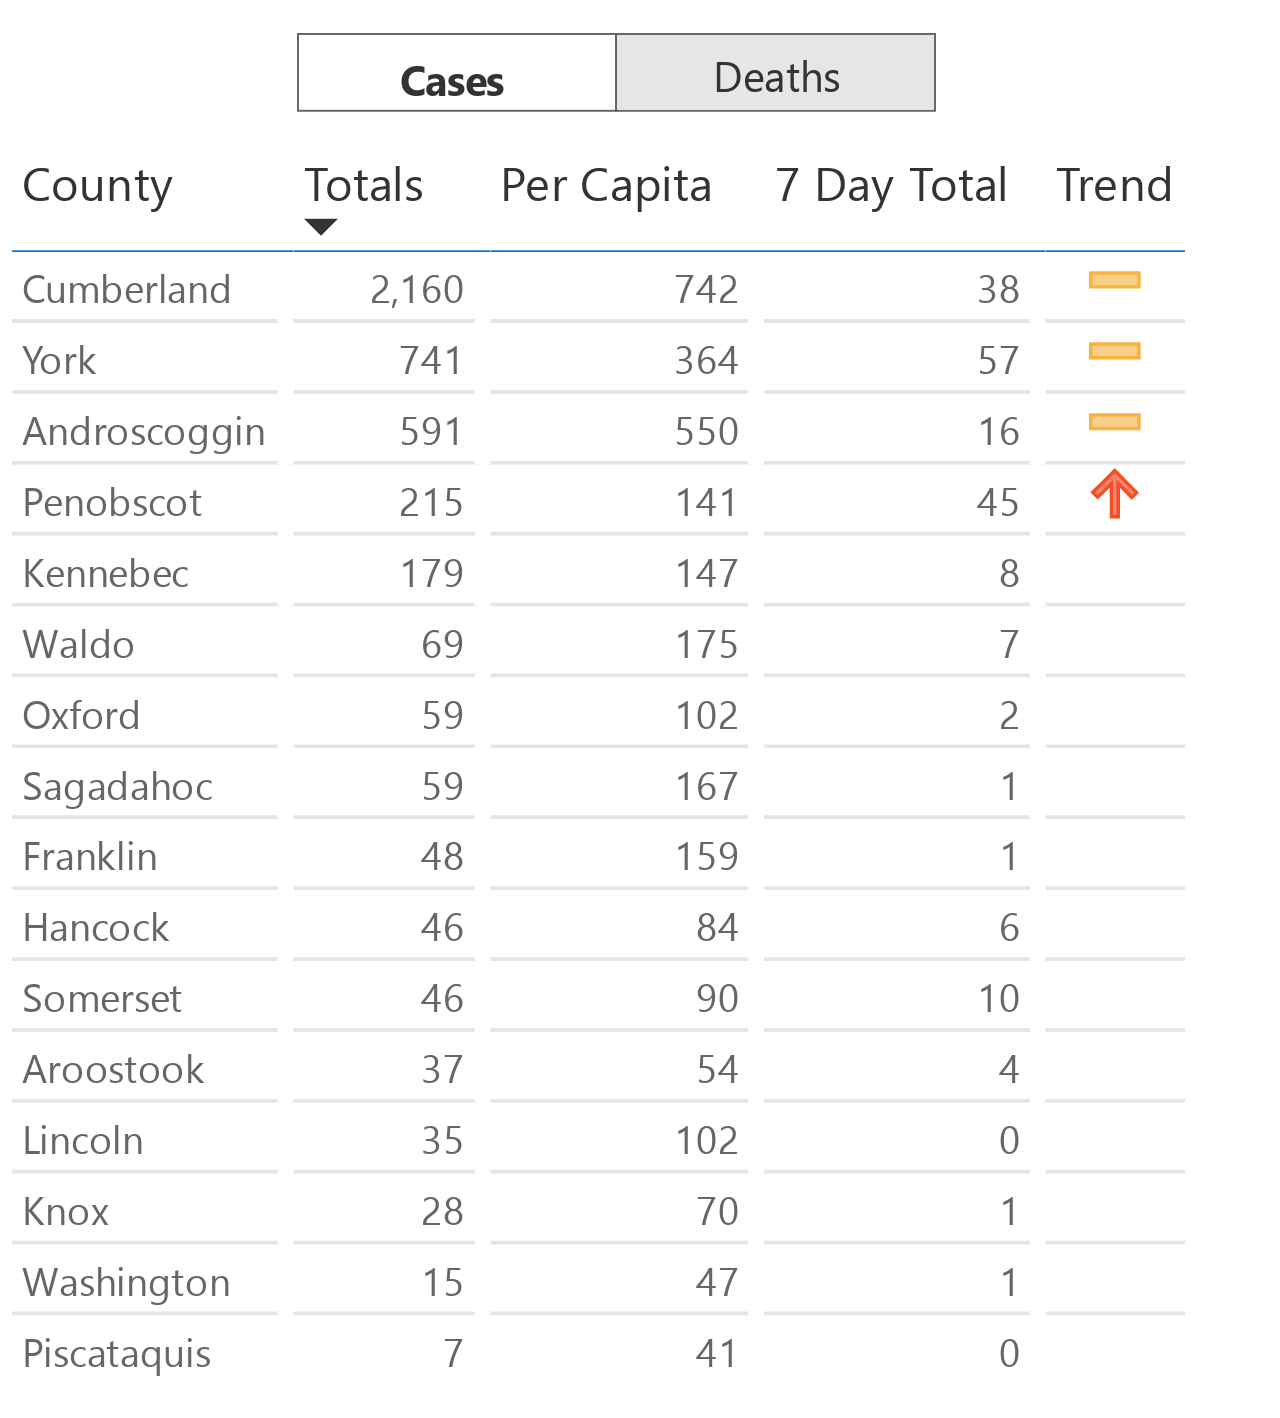 Cases Deaths
County Totals Per Capita 7 Day Total Trend
Cumberland 2,160 742 38
York 741 364 57
Androscoggin 591 550 16
Penobscot 215 141 45
Kennebec 179 147 8
Waldo 69 175 7
Oxford 59 102 2
Sagadahoc 59 167 1
Franklin 48 159 1
Hancock 46 84 6
Somerset 46 90 10
Aroostook 37 54 4
Lincoln 35 102 0
Knox 28 70 1
Washington 15 47 1
Piscataquis 7 41 0